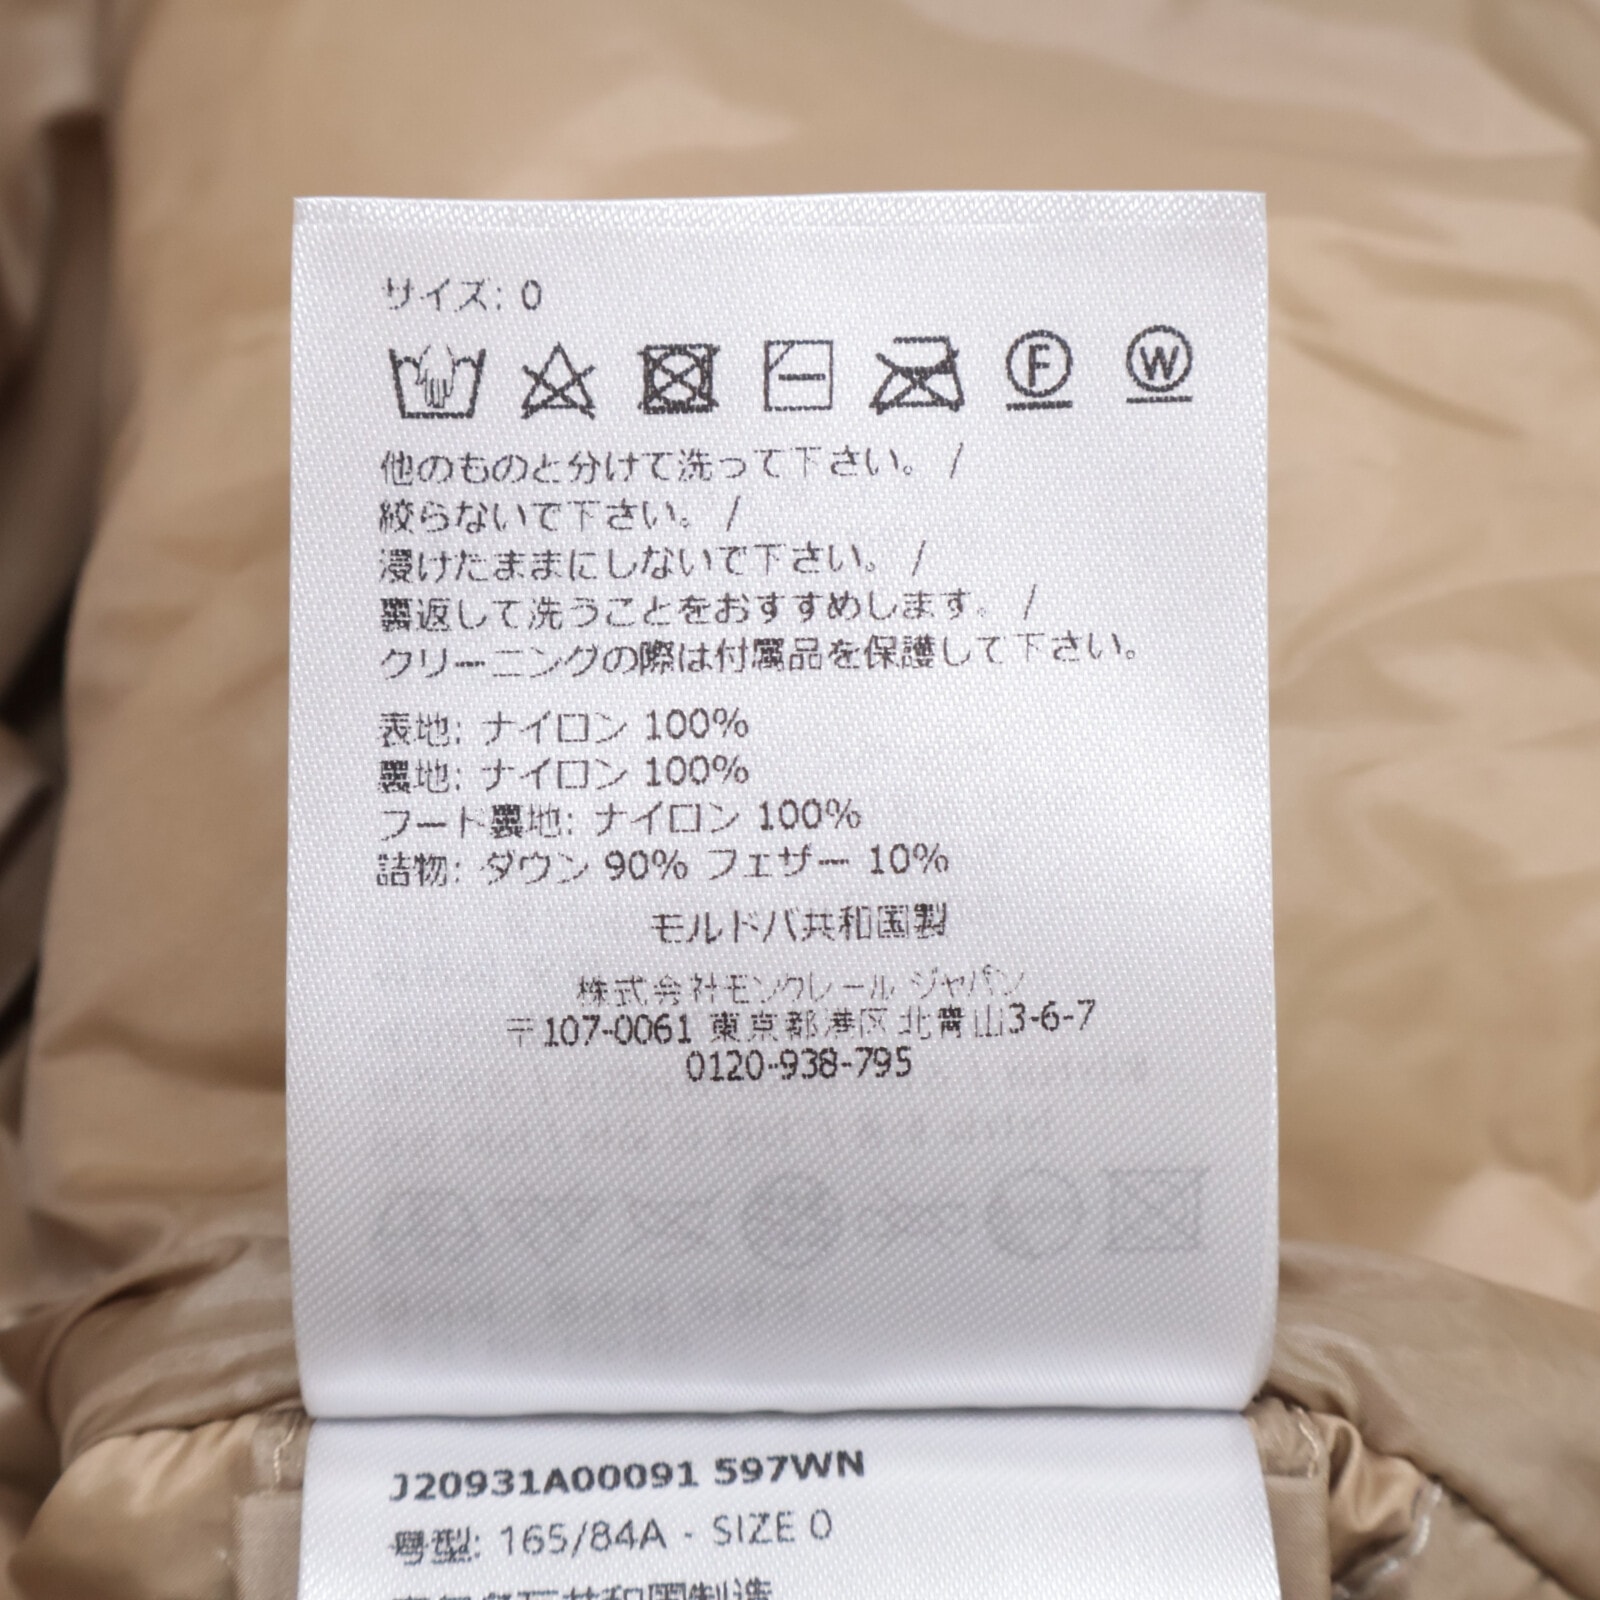 サイズ: 0
F W
他のものと分けて洗って下さい。 /
絞らないで下さい。 /
浸けたままにしないで下さい。 /
裏返して洗うことをおすすめします。 /
クリーニングの際は付属品を保護して下さい。
表地: ナイロン 100%
裏地: ナイロン 100%
フード裏地: ナイロン 100%
詰物: ダウン 90% フェザー 10%
モルドバ共和国製
株式会社モンクレール ジャパン
〒107-0061 東京都港区北青山3-6-7
0120-938-795
J20931A00091 597WN
号型: 165/84A - SIZE 0